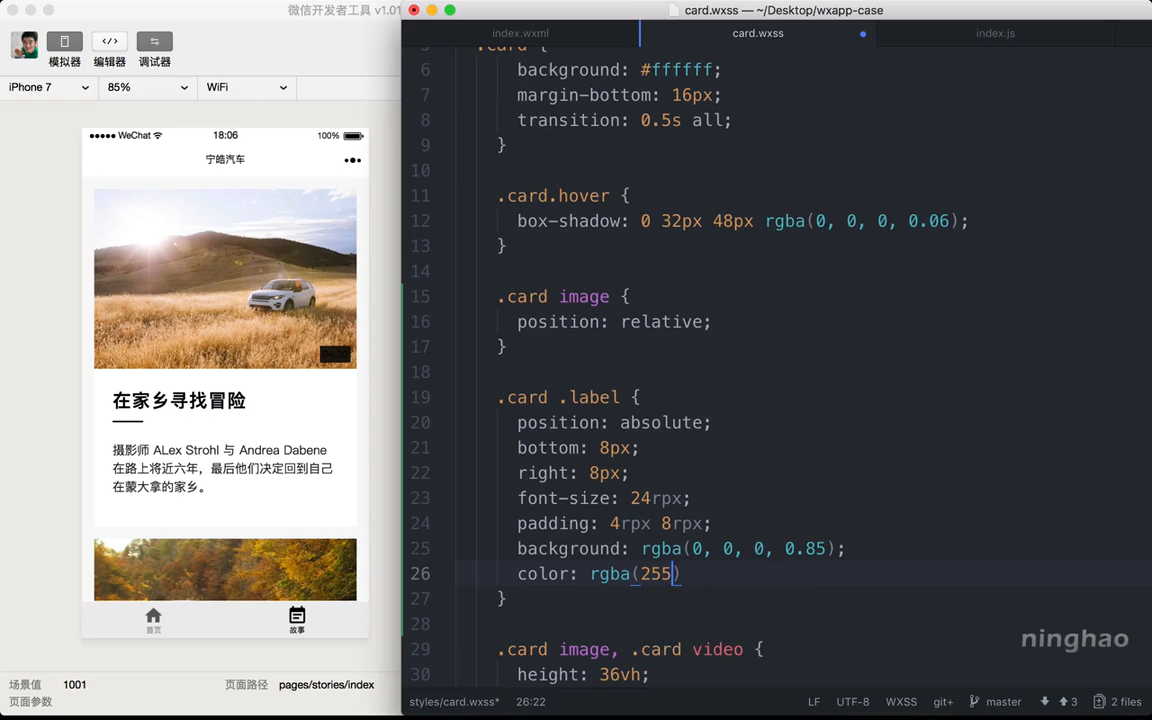 微信开发者工具 v1.01
模拟器
编辑器
调试器
iPhone 7
85%
WiFi
WeChat
18:06
100%
宁皓汽车
在家乡寻找冒险
摄影师 ALex Strohl 与 Andrea Dabene
在路上将近六年，最后他们决定回到自己
在蒙大拿的家乡。
首页
故事
场景值
1001
页面路径
pages/stories/index
页面参数
card.wxss — ~/Desktop/wxapp-case
index.wxml
card.wxss
index.js
5 .card {
6 background: #ffffff;
7 margin-bottom: 16px;
8 transition: 0.5s all;
9 }
10
11 .card.hover {
12 box-shadow: 0 32px 48px rgba(0, 0, 0, 0.06);
13 }
14
15 .card image {
16 position: relative;
17 }
18
19 .card .label {
20 position: absolute;
21 bottom: 8px;
22 right: 8px;
23 font-size: 24rpx;
24 padding: 4rpx 8rpx;
25 background: rgba(0, 0, 0, 0.85);
26 color: rgba(255)
27 }
28
29 .card image, .card video {
30 height: 36vh;
ninghao
styles/card.wxss*
26:22
LF
UTF-8
WXSS
git+
master
3
2 files